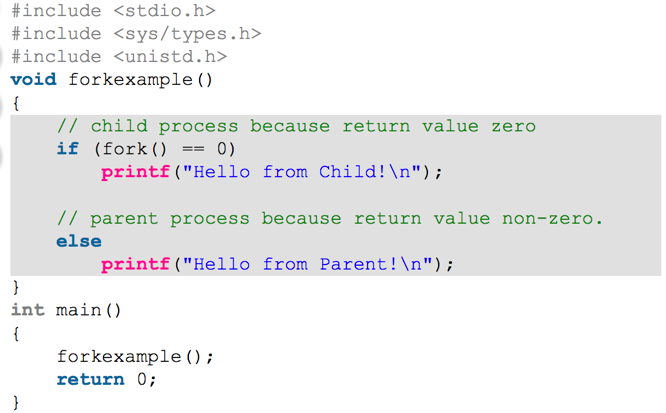 #include <stdio.h>
#include <sys/types.h>
#include <unistd.h>
void forkexample()
{
    // child process because return value zero
    if (fork() == 0)
        printf("Hello from Child!\n");

    // parent process because return value non-zero.
    else
        printf("Hello from Parent!\n");
}
int main()
{
    forkexample();
    return 0;
}